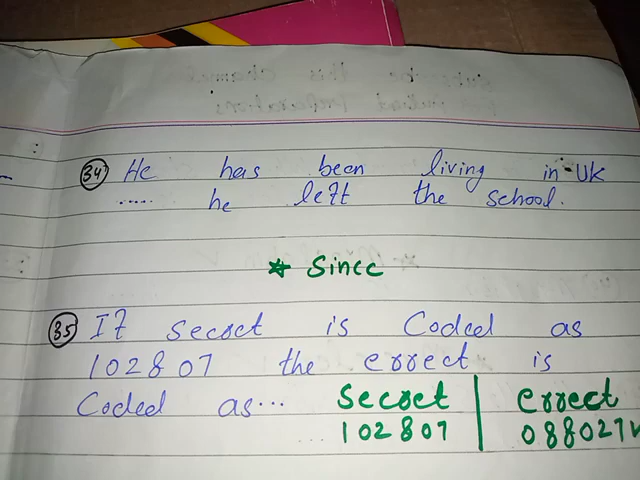 (34) He has been living in UK
..... he left the school.
* Since
(35) If secret is Coded as
102807 the errect is
Coded as...
Secret | Errect
102807 | 088027✓